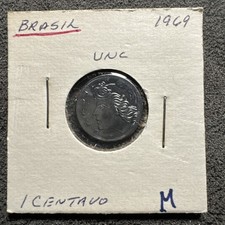 BRASIL 1969
UNC
1 CENTAVO M